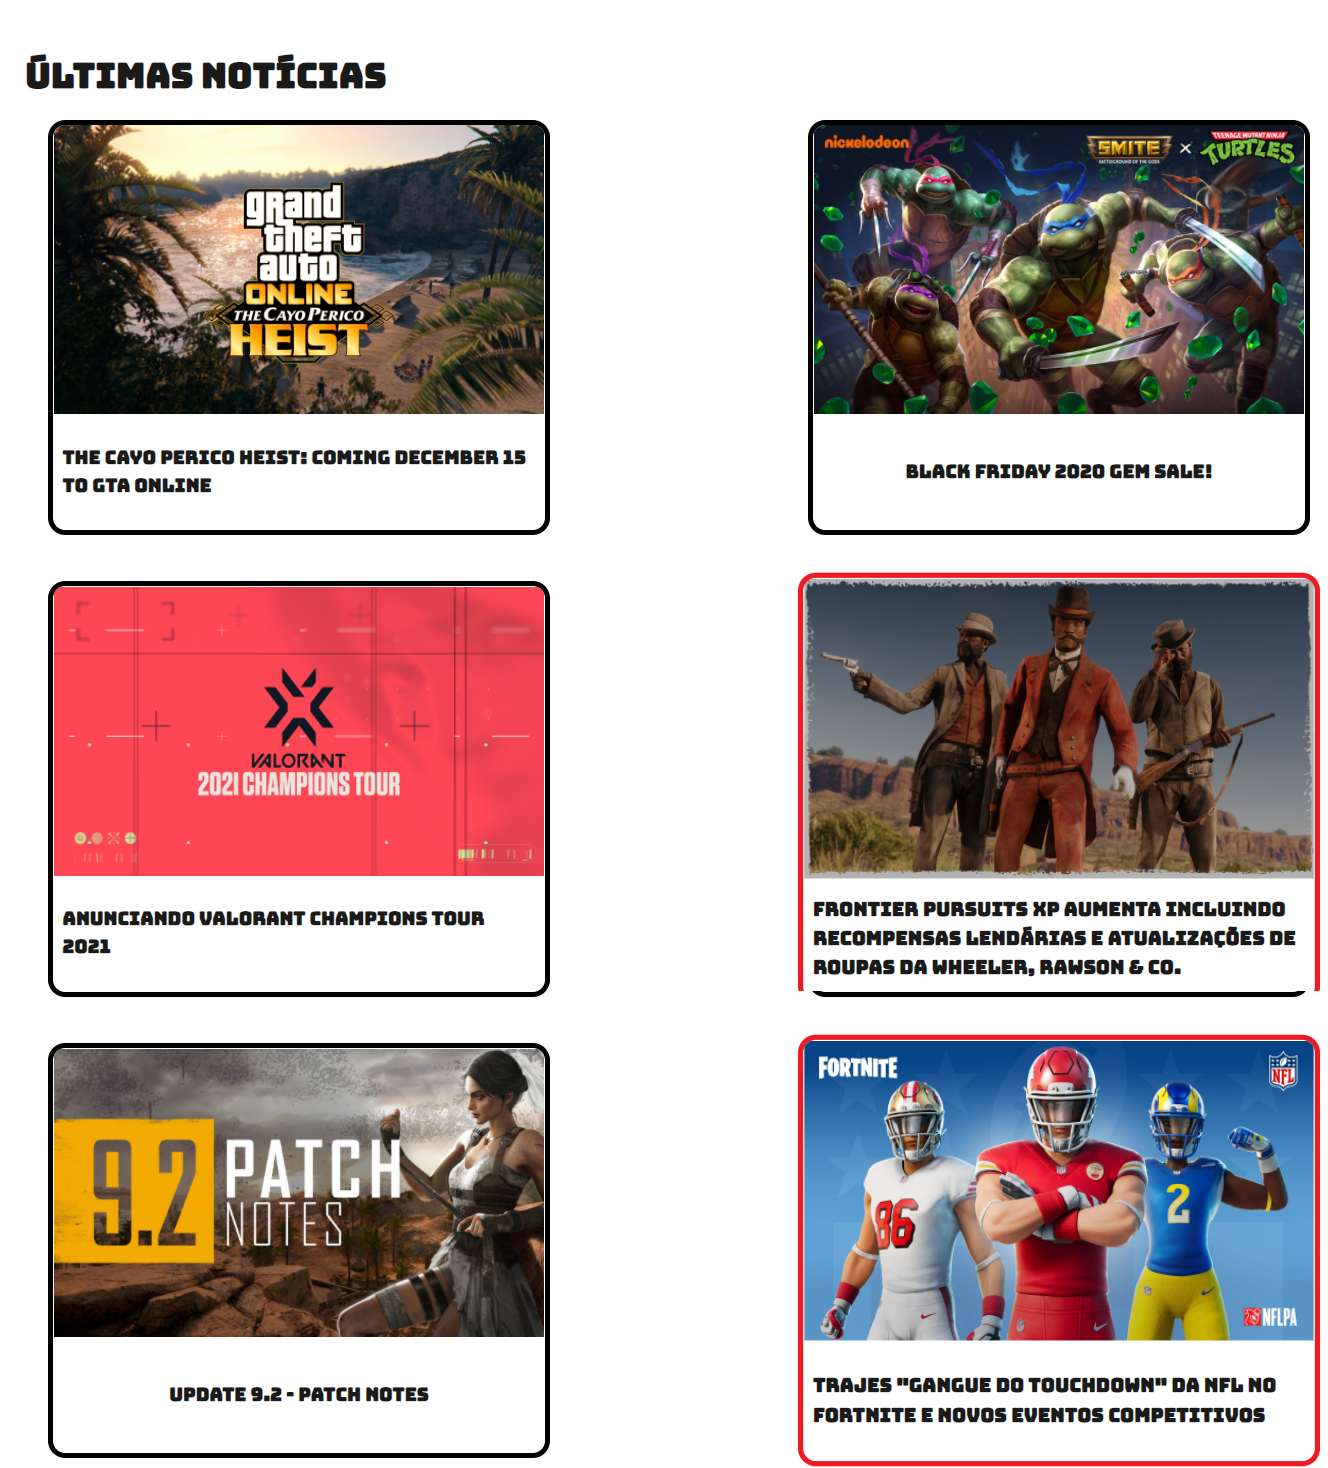 ÚLTIMAS NOTÍCIAS
grand
theft
auto
ONLINE
THE CAYO PERICO
HEIST
THE CAYO PERICO HEIST: COMING DECEMBER 15
TO GTA ONLINE
nickelodeon
SMITE
BATTLEGROUND OF THE GODS
X
TEENAGE MUTANT NINJA
TURTLES
BLACK FRIDAY 2020 GEM SALE!
VALORANT
2021 CHAMPIONS TOUR
ANUNCIANDO VALORANT CHAMPIONS TOUR
2021
FRONTIER PURSUITS XP AUMENTA INCLUINDO
RECOMPENSAS LENDÁRIAS E ATUALIZAÇÕES DE
ROUPAS DA WHEELER, RAWSON & CO.
9.2 PATCH
NOTES
UPDATE 9.2 - PATCH NOTES
FORTNITE
NFL
86
2
NFLPA
TRAJES "GANGUE DO TOUCHDOWN" DA NFL NO
FORTNITE E NOVOS EVENTOS COMPETITIVOS